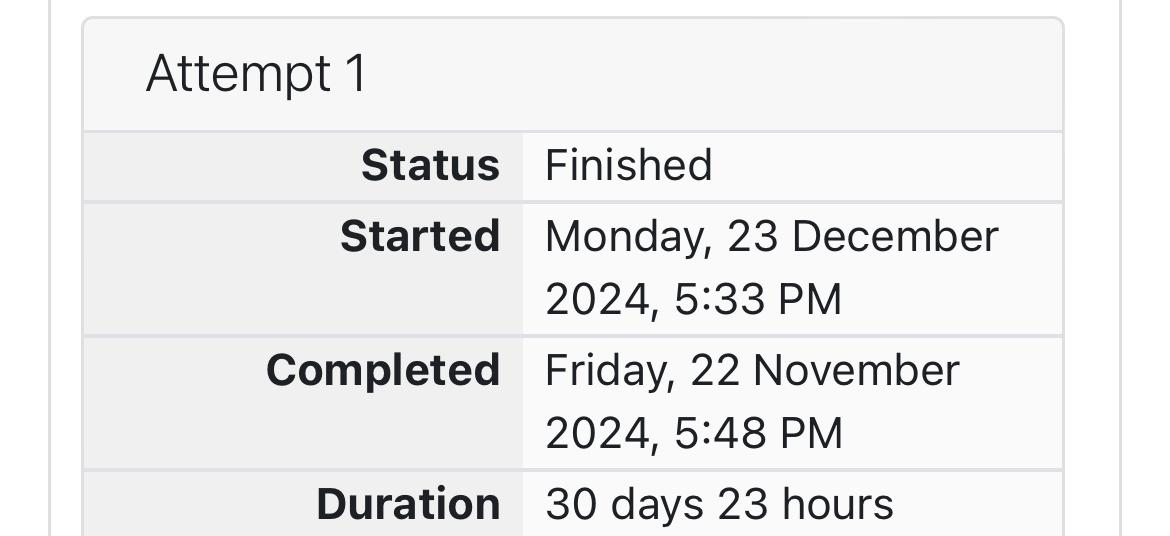 Attempt 1
Status Finished
Started Monday, 23 December
2024, 5:33 PM
Completed Friday, 22 November
2024, 5:48 PM
Duration 30 days 23 hours